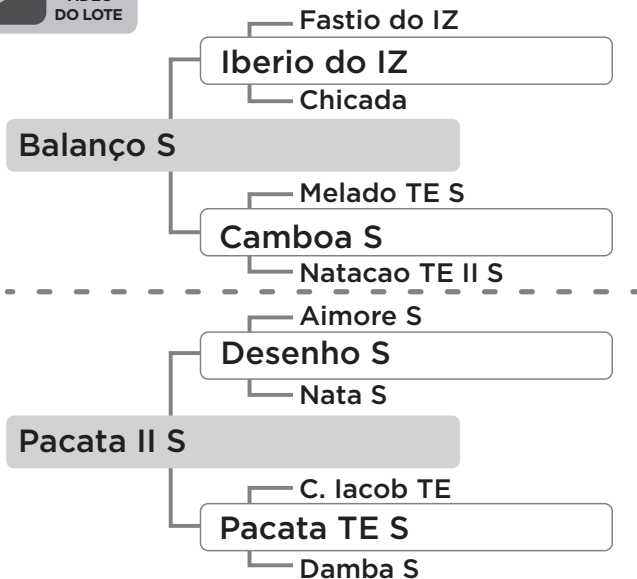 DO LOTE
Fastio do IZ
Iberio do IZ
Chicada
Balanço S
Melado TE S
Camboa S
Natacao TE II S
Aimore S
Desenho S
Nata S
Pacata II S
C. Iacob TE
Pacata TE S
Damba S